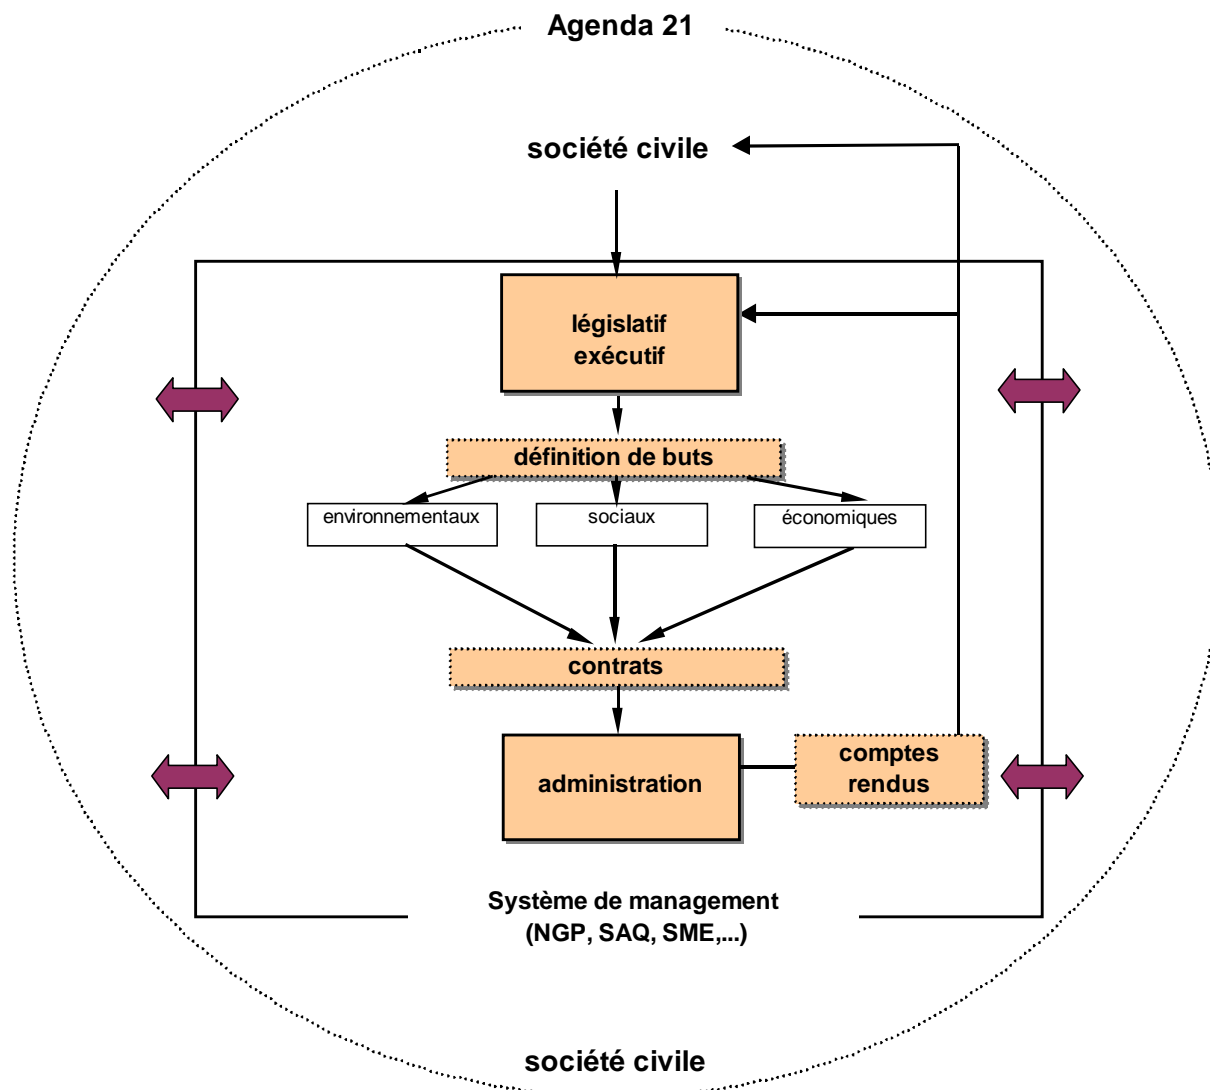 Agenda 21
société civile
législatif
exécutif
définition de buts
environnementaux
sociaux
économiques
contrats
administration
comptes
rendus
Système de management
(NGP, SAQ, SME,...)
société civile